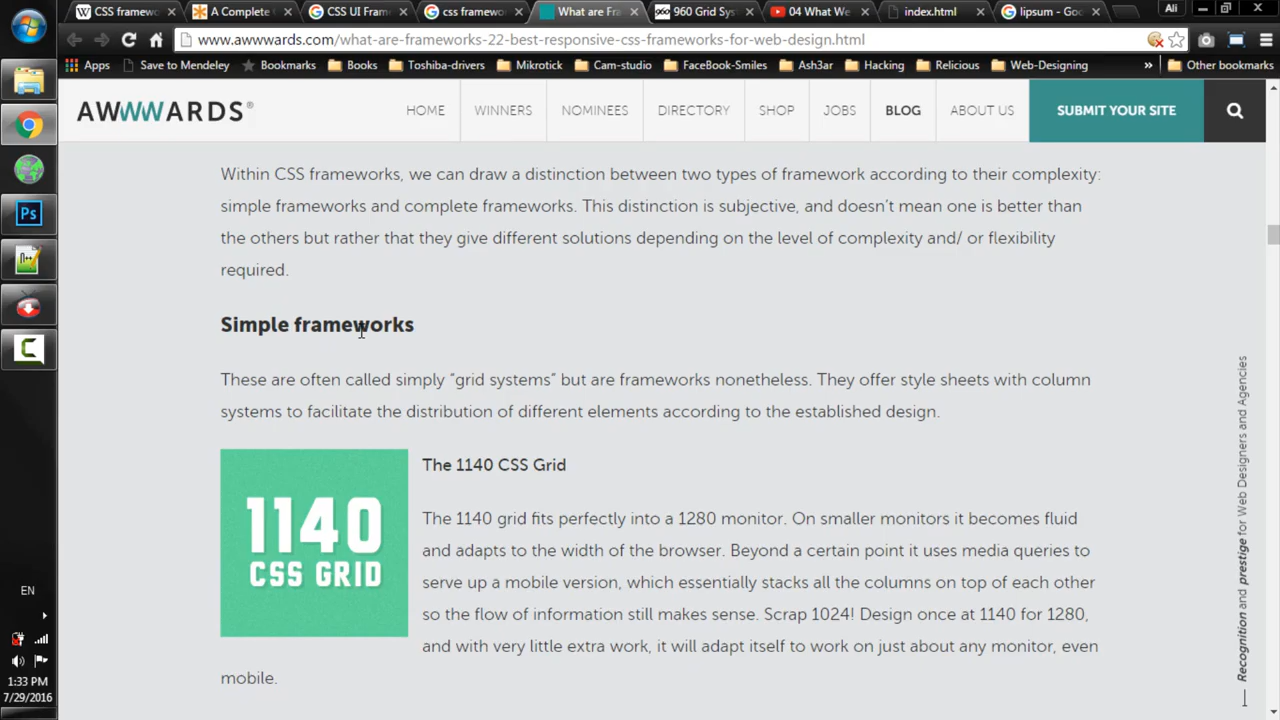 CSS framewo
A Complete
CSS UI Fram
css framewo
What are Fra
960 Grid Sys
04 What We
index.html
lipsum - Goo
Ali
www.awwwards.com/what-are-frameworks-22-best-responsive-css-frameworks-for-web-design.html
Apps Save to Mendeley Bookmarks Books Toshiba-drivers Mikrotick Cam-studio FaceBook-Smiles Ash3ar Hacking Relicious Web-Designing » Other bookmarks
AWWWARDS®
HOME WINNERS NOMINEES DIRECTORY SHOP JOBS BLOG ABOUT US SUBMIT YOUR SITE
Within CSS frameworks, we can draw a distinction between two types of framework according to their complexity:
simple frameworks and complete frameworks. This distinction is subjective, and doesn't mean one is better than
the others but rather that they give different solutions depending on the level of complexity and/ or flexibility
required.
Simple frameworks
These are often called simply “grid systems” but are frameworks nonetheless. They offer style sheets with column
systems to facilitate the distribution of different elements according to the established design.
1140
CSS GRID
The 1140 CSS Grid
The 1140 grid fits perfectly into a 1280 monitor. On smaller monitors it becomes fluid
and adapts to the width of the browser. Beyond a certain point it uses media queries to
serve up a mobile version, which essentially stacks all the columns on top of each other
so the flow of information still makes sense. Scrap 1024! Design once at 1140 for 1280,
and with very little extra work, it will adapt itself to work on just about any monitor, even
mobile.
Recognition and prestige for Web Designers and Agencies
Ps
EN
1:33 PM
7/29/2016